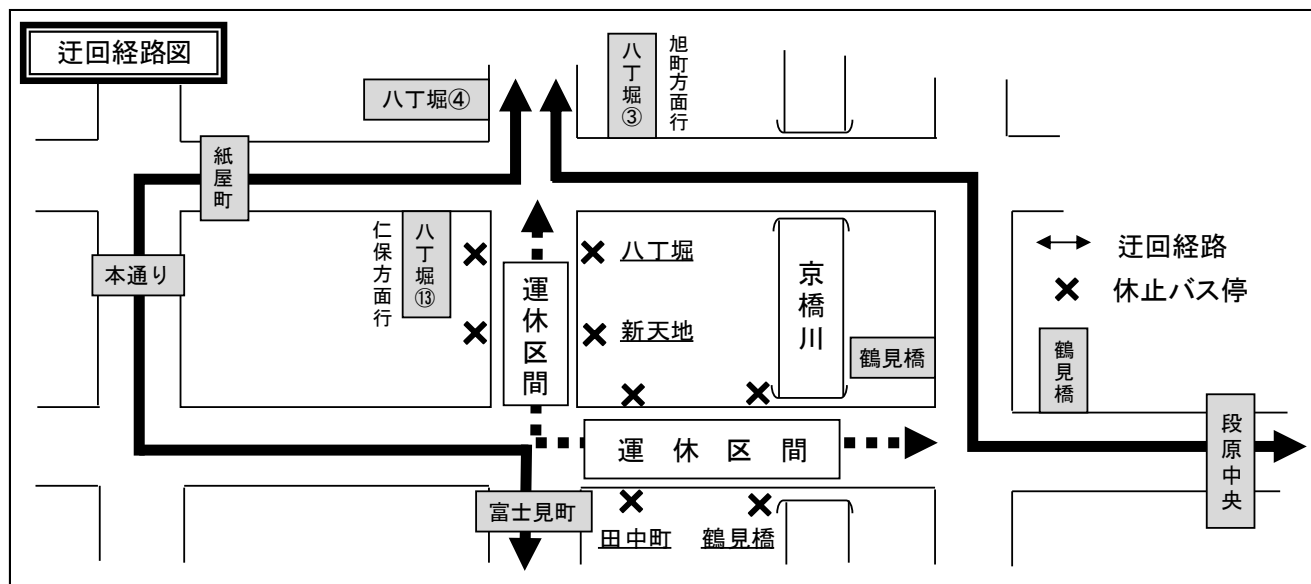 迂回経路図
八丁堀④
八丁堀③
旭町方面行
紙屋町
本通り
仁保方面行
八丁堀⑬
運休区間
八丁堀
新天地
京橋川
鶴見橋
迂回経路
休止バス停
鶴見橋
運休区間
段原中央
富士見町
田中町
鶴見橋